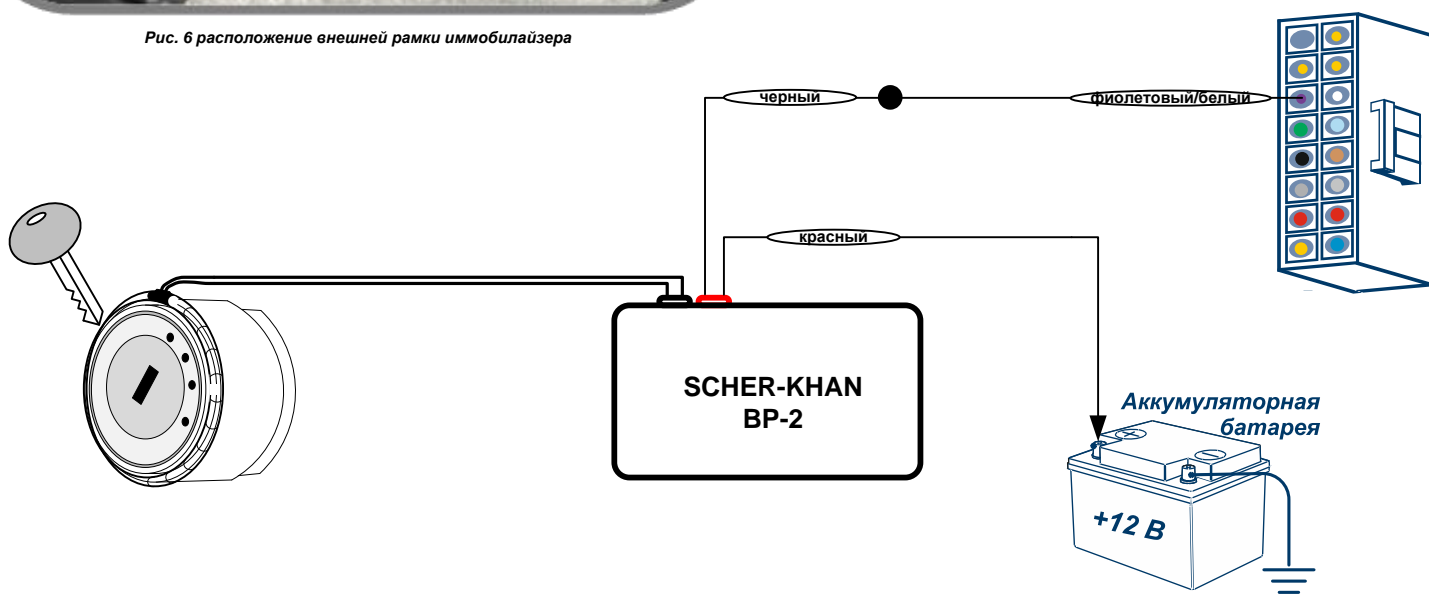 Рис. 6 расположение внешней рамки иммобилайзера
черный
фиолетовый/белый
красный
SCHER-KHAN
BP-2
Аккумуляторная
батарея
+12 В